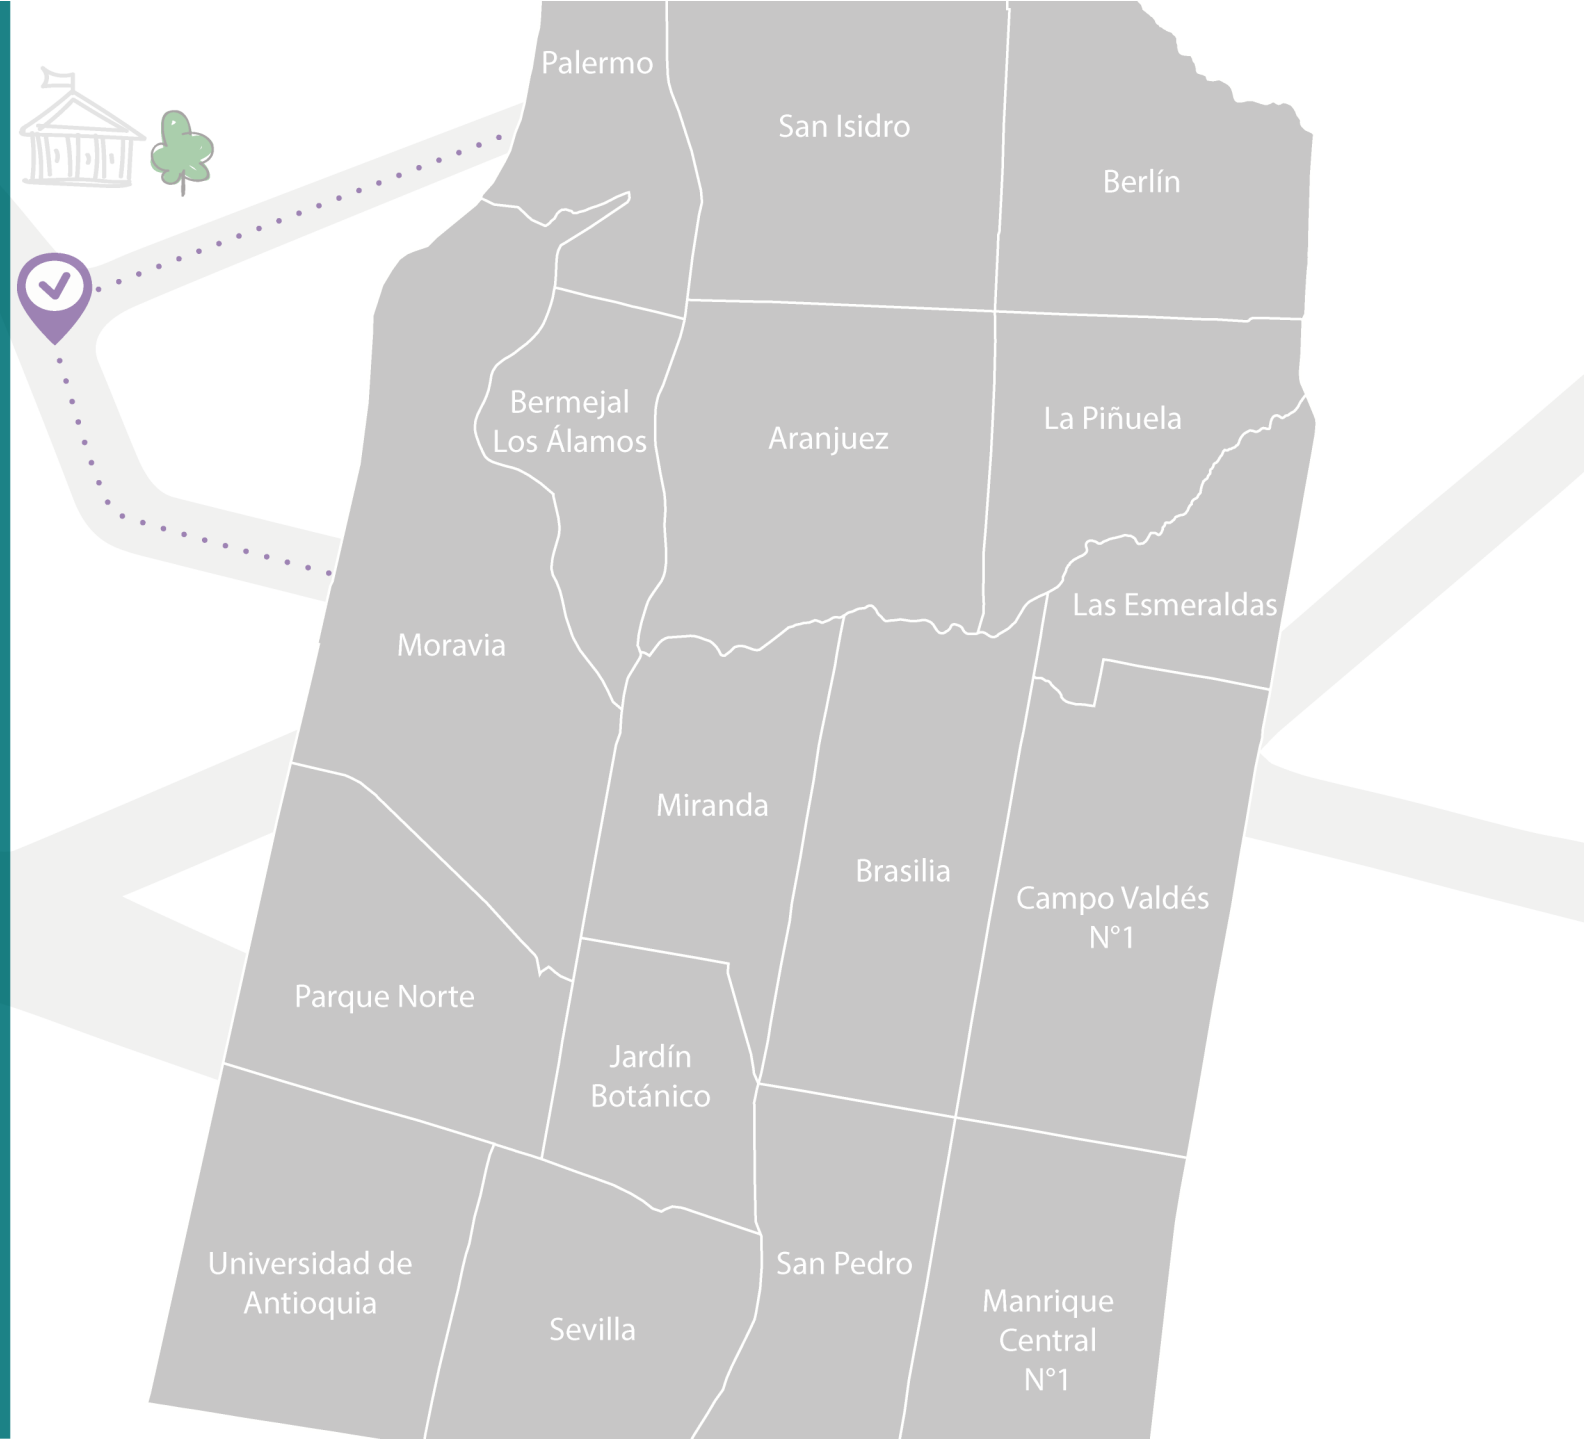 Palermo
San Isidro
Berlín
Bermejal
Los Álamos
Aranjuez
La Piñuela
Las Esmeraldas
Moravia
Miranda
Brasilia
Campo Valdés
N°1
Parque Norte
Jardín
Botánico
Universidad de
Antioquia
Sevilla
San Pedro
Manrique
Central
N°1